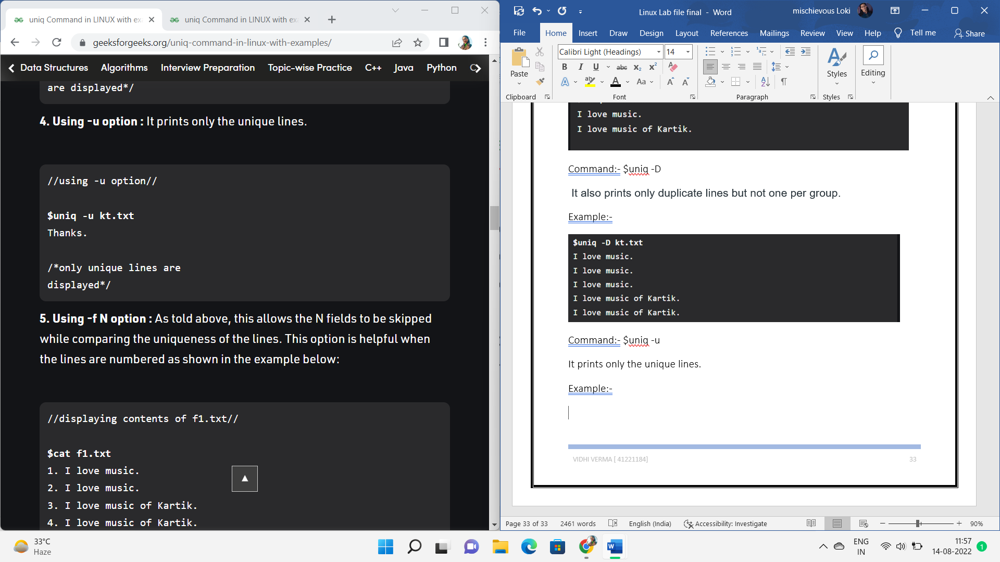 uniq Command in LINUX with ex
uniq Command in LINUX with ex
geeksforgeeks.org/uniq-command-in-linux-with-examples/
Data Structures Algorithms Interview Preparation Topic-wise Practice C++ Java Python
are displayed*/
4. Using -u option : It prints only the unique lines.
//using -u option//
$uniq -u kt.txt
Thanks.
/*only unique lines are
displayed*/
5. Using -f N option : As told above, this allows the N fields to be skipped
while comparing the uniqueness of the lines. This option is helpful when
the lines are numbered as shown in the example below:
//displaying contents of f1.txt//
$cat f1.txt
1. I love music.
2. I love music.
3. I love music of Kartik.
4. I love music of Kartik.
Linux Lab file final - Word
mischievous Loki
File Home Insert Draw Design Layout References Mailings Review View Help Tell me Share
Paste
Clipboard
Calibri Light (Headings) 14
Font
Paragraph
Styles
Styles
Editing
I love music.
I love music of Kartik.
Command:- $uniq -D
It also prints only duplicate lines but not one per group.
Example:-
$uniq -D kt.txt
I love music.
I love music.
I love music.
I love music of Kartik.
I love music of Kartik.
Command:- $uniq -u
It prints only the unique lines.
Example:-
VIDHI VERMA [ 41221184] 33
Page 33 of 33 2461 words English (India) Accessibility: Investigate 90%
33°C
Haze
ENG
IN
11:57
14-08-2022
1